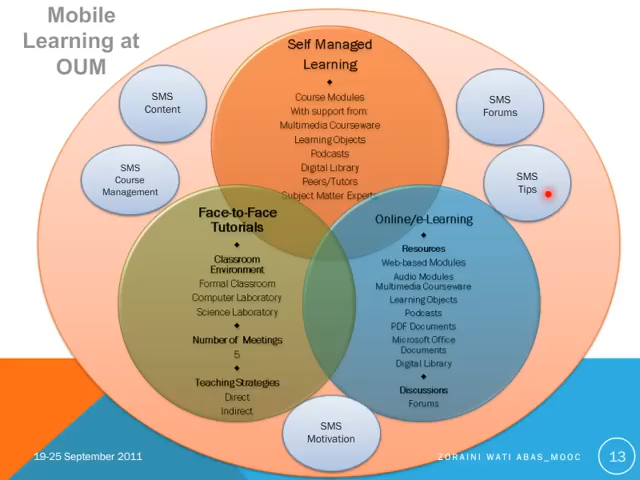 Mobile
Learning at
OUM
Self Managed
Learning
Course Modules
With support from:
Multimedia Courseware
Learning Objects
Podcasts
Digital Library
Peers/Tutors
Subject Matter Experts
SMS
Content
SMS
Forums
SMS
Course
Management
SMS
Tips
Face-to-Face
Tutorials
Classroom
Environment
Formal Classroom
Computer Laboratory
Science Laboratory
Number of Meetings
5
Teaching Strategies
Direct
Indirect
Online/e-Learning
Resources
Web-based Modules
Audio Modules
Multimedia Courseware
Learning Objects
Podcasts
PDF Documents
Microsoft Office
Documents
Digital Library
Discussions
Forums
SMS
Motivation
19-25 September 2011
ZORAINI WATI ABAS_MOOC
13